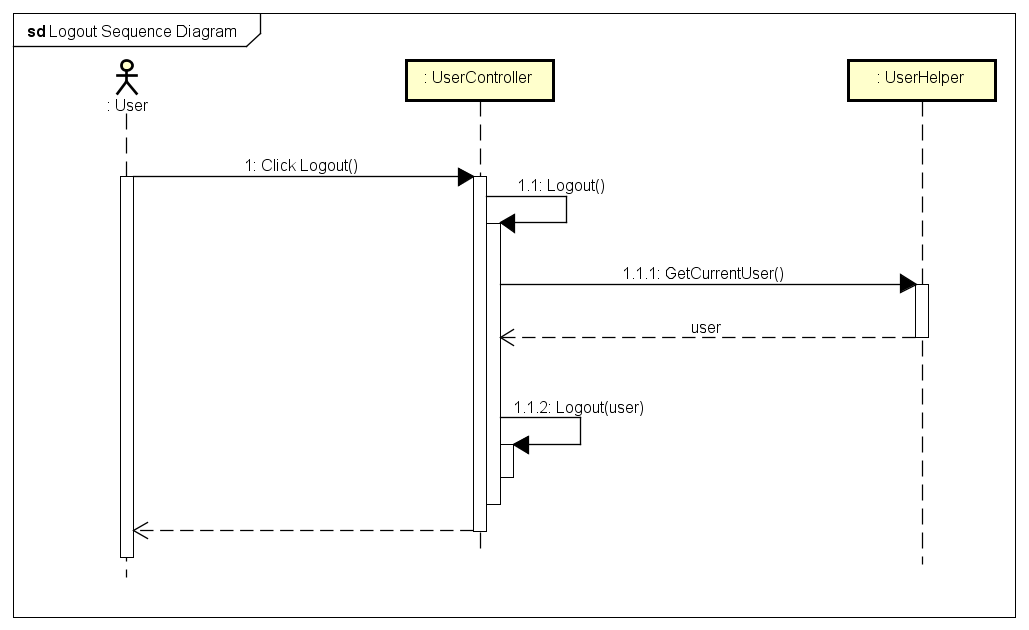 sd Logout Sequence Diagram
: User
: UserController
: UserHelper
1: Click Logout()
1.1: Logout()
1.1.1: GetCurrentUser()
user
1.1.2: Logout(user)